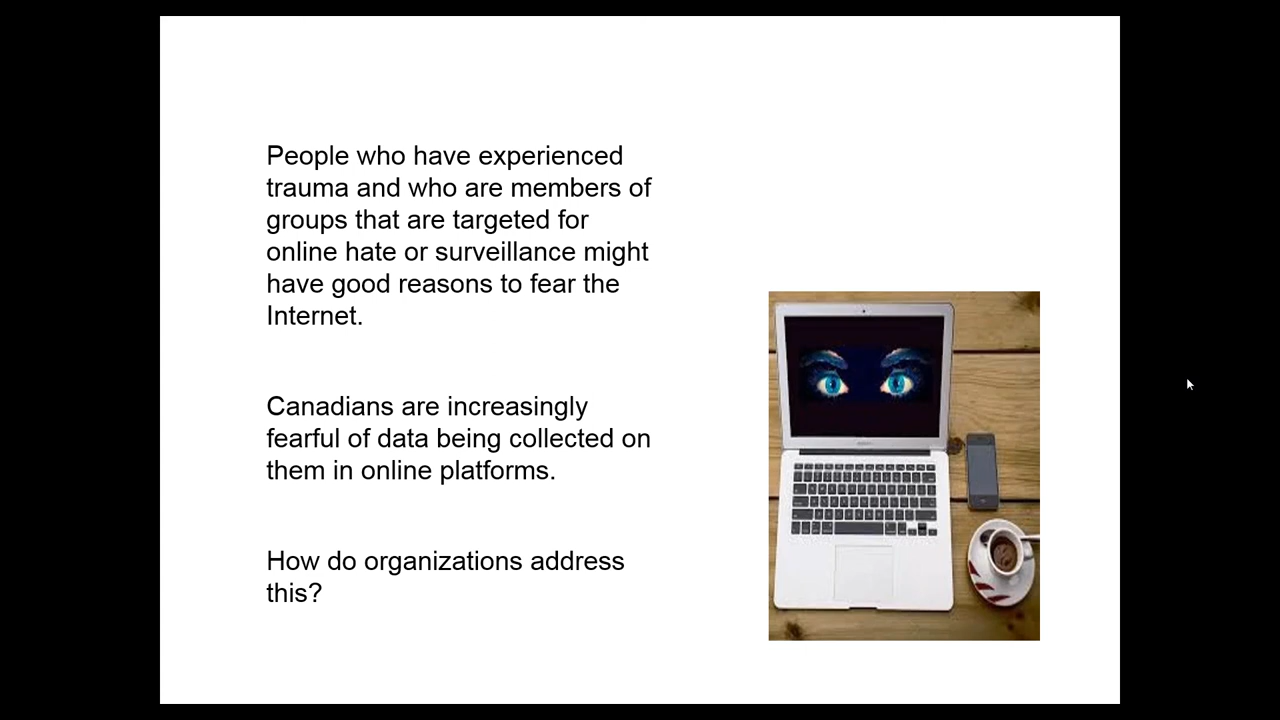 People who have experienced
trauma and who are members of
groups that are targeted for
online hate or surveillance might
have good reasons to fear the
Internet.
Canadians are increasingly
fearful of data being collected on
them in online platforms.
How do organizations address
this?